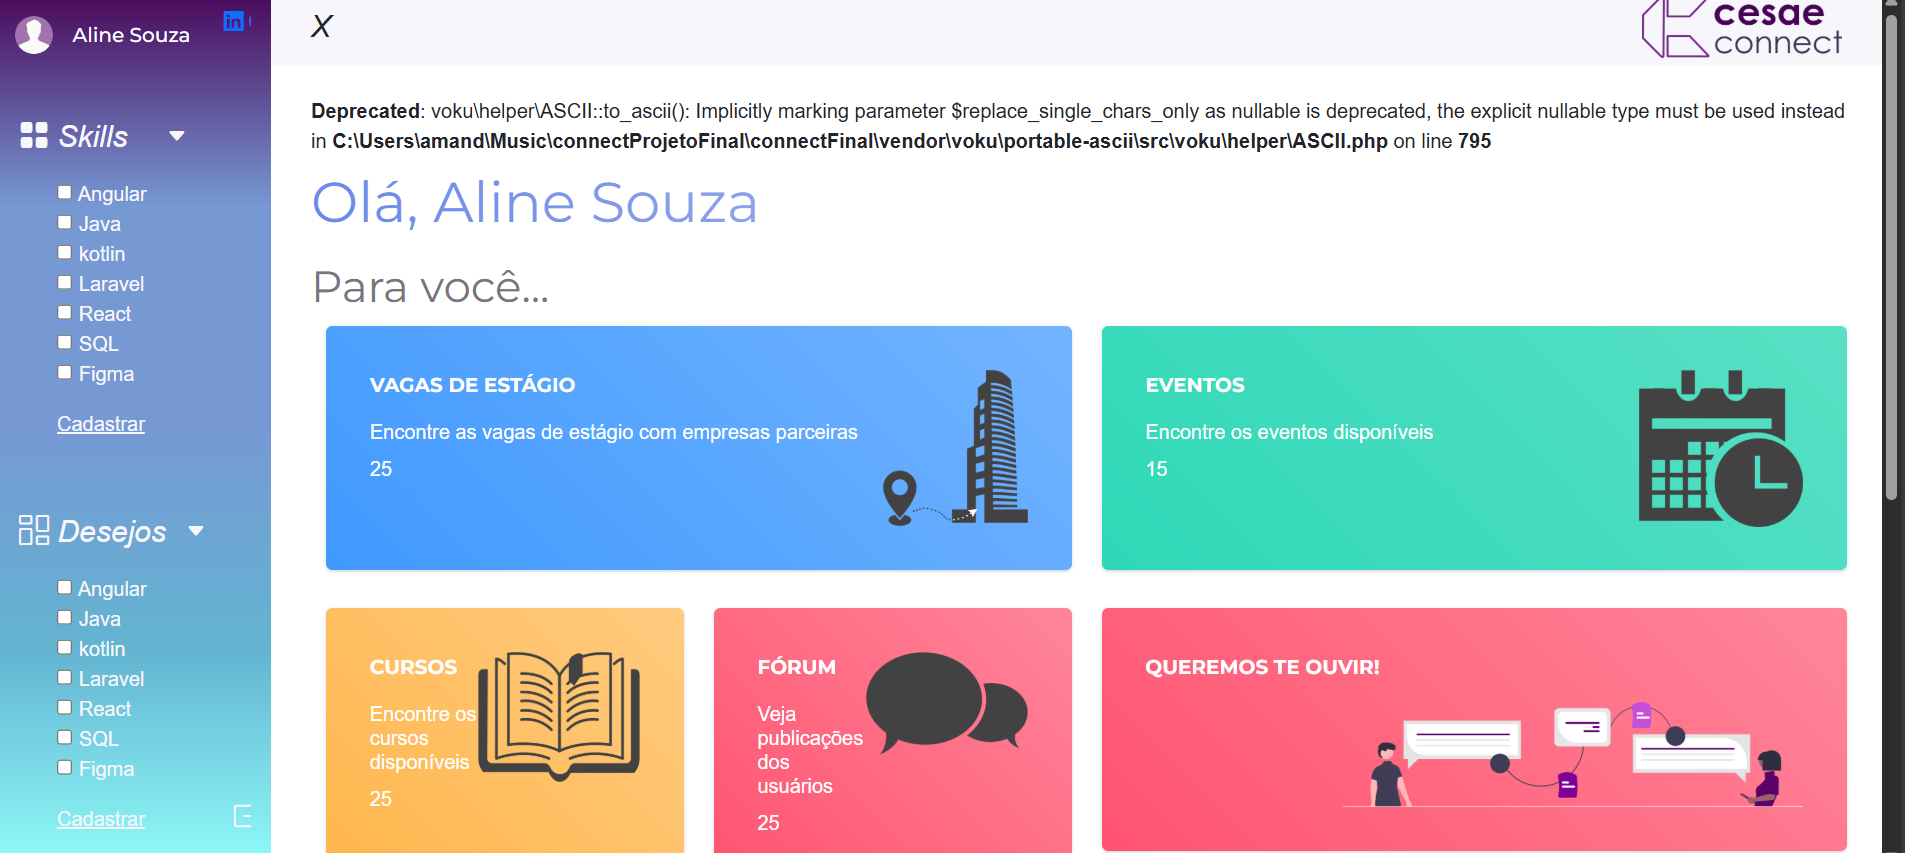 Aline Souza
in
X
cesae
connect
Deprecated: voku\helper\ASCII::to_ascii(): Implicitly marking parameter $replace_single_chars_only as nullable is deprecated, the explicit nullable type must be used instead
in C:\Users\amand\Music\connectProjetoFinal\connectFinal\vendor\voku\portable-ascii\src\voku\helper\ASCII.php on line 795
Skills
Angular
Java
kotlin
Laravel
React
SQL
Figma
Cadastrar
Desejos
Angular
Java
kotlin
Laravel
React
SQL
Figma
Cadastrar
Olá, Aline Souza
Para você...
VAGAS DE ESTÁGIO
Encontre as vagas de estágio com empresas parceiras
25
EVENTOS
Encontre os eventos disponíveis
15
CURSOS
Encontre os
cursos
disponíveis
25
FÓRUM
Veja
publicações
dos
usuários
25
QUEREMOS TE OUVIR!